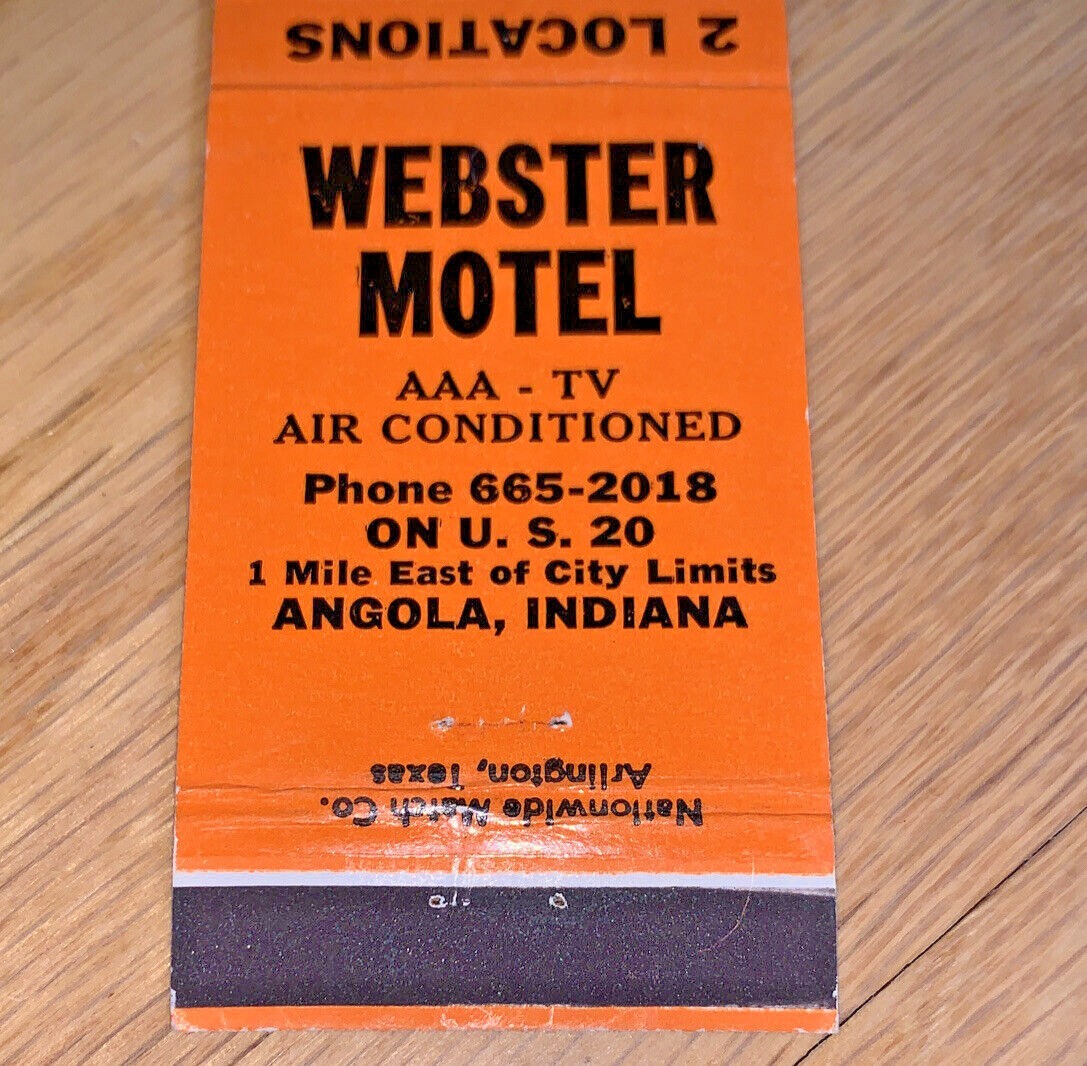 2 LOCATIONS
WEBSTER
MOTEL
AAA - TV
AIR CONDITIONED
Phone 665-2018
ON U. S. 20
1 Mile East of City Limits
ANGOLA, INDIANA
Nationwide Match Co.
Arlington, Texas